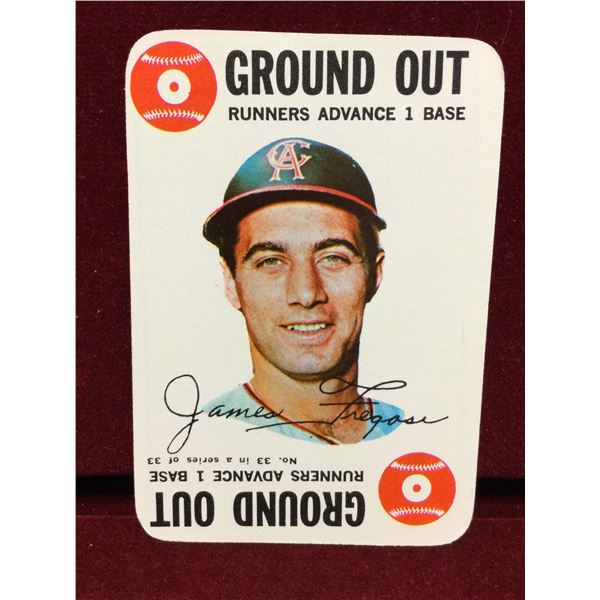 GROUND OUT
RUNNERS ADVANCE 1 BASE
CA
James Fregosi
No. 33 in a series of 33
RUNNERS ADVANCE 1 BASE
GROUND OUT